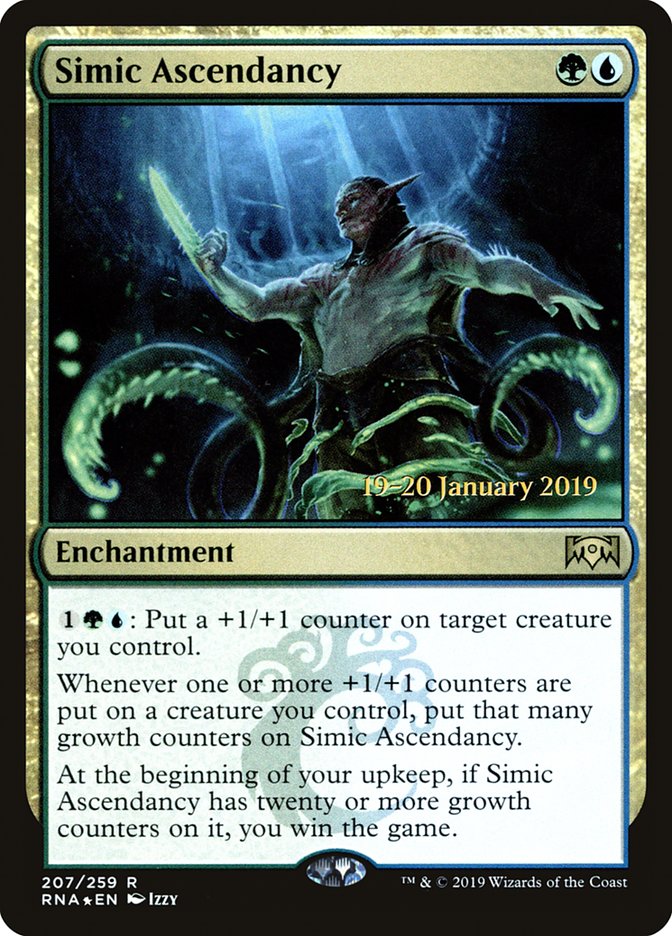 Simic Ascendancy
19–20 January 2019
Enchantment
1: Put a +1/+1 counter on target creature
you control.
Whenever one or more +1/+1 counters are
put on a creature you control, put that many
growth counters on Simic Ascendancy.
At the beginning of your upkeep, if Simic
Ascendancy has twenty or more growth
counters on it, you win the game.
207/259 R
RNA★EN Izzy
™ & © 2019 Wizards of the Coast